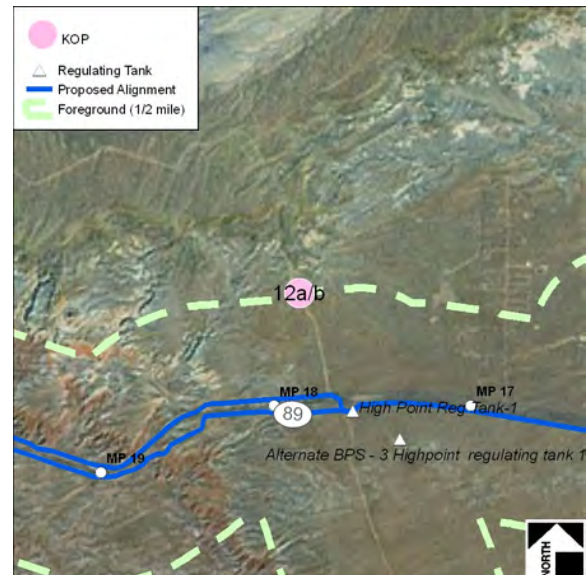 KOP
Regulating Tank
Proposed Alignment
Foreground (1/2 mile)
12a/b
MP 18
MP 17
89
High Point Reg Tank-1
Alternate BPS - 3 Highpoint regulating tank 1
MP 19
NORTH